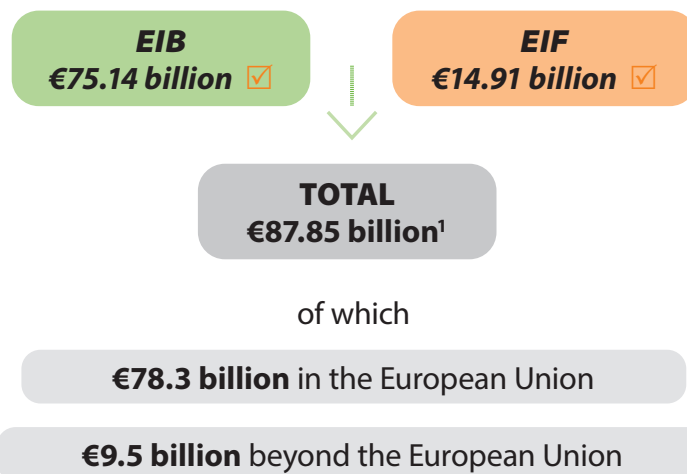 EIB
€75.14 billion ☑
EIF
€14.91 billion ☑
TOTAL
€87.85 billion¹
of which
€78.3 billion in the European Union
€9.5 billion beyond the European Union